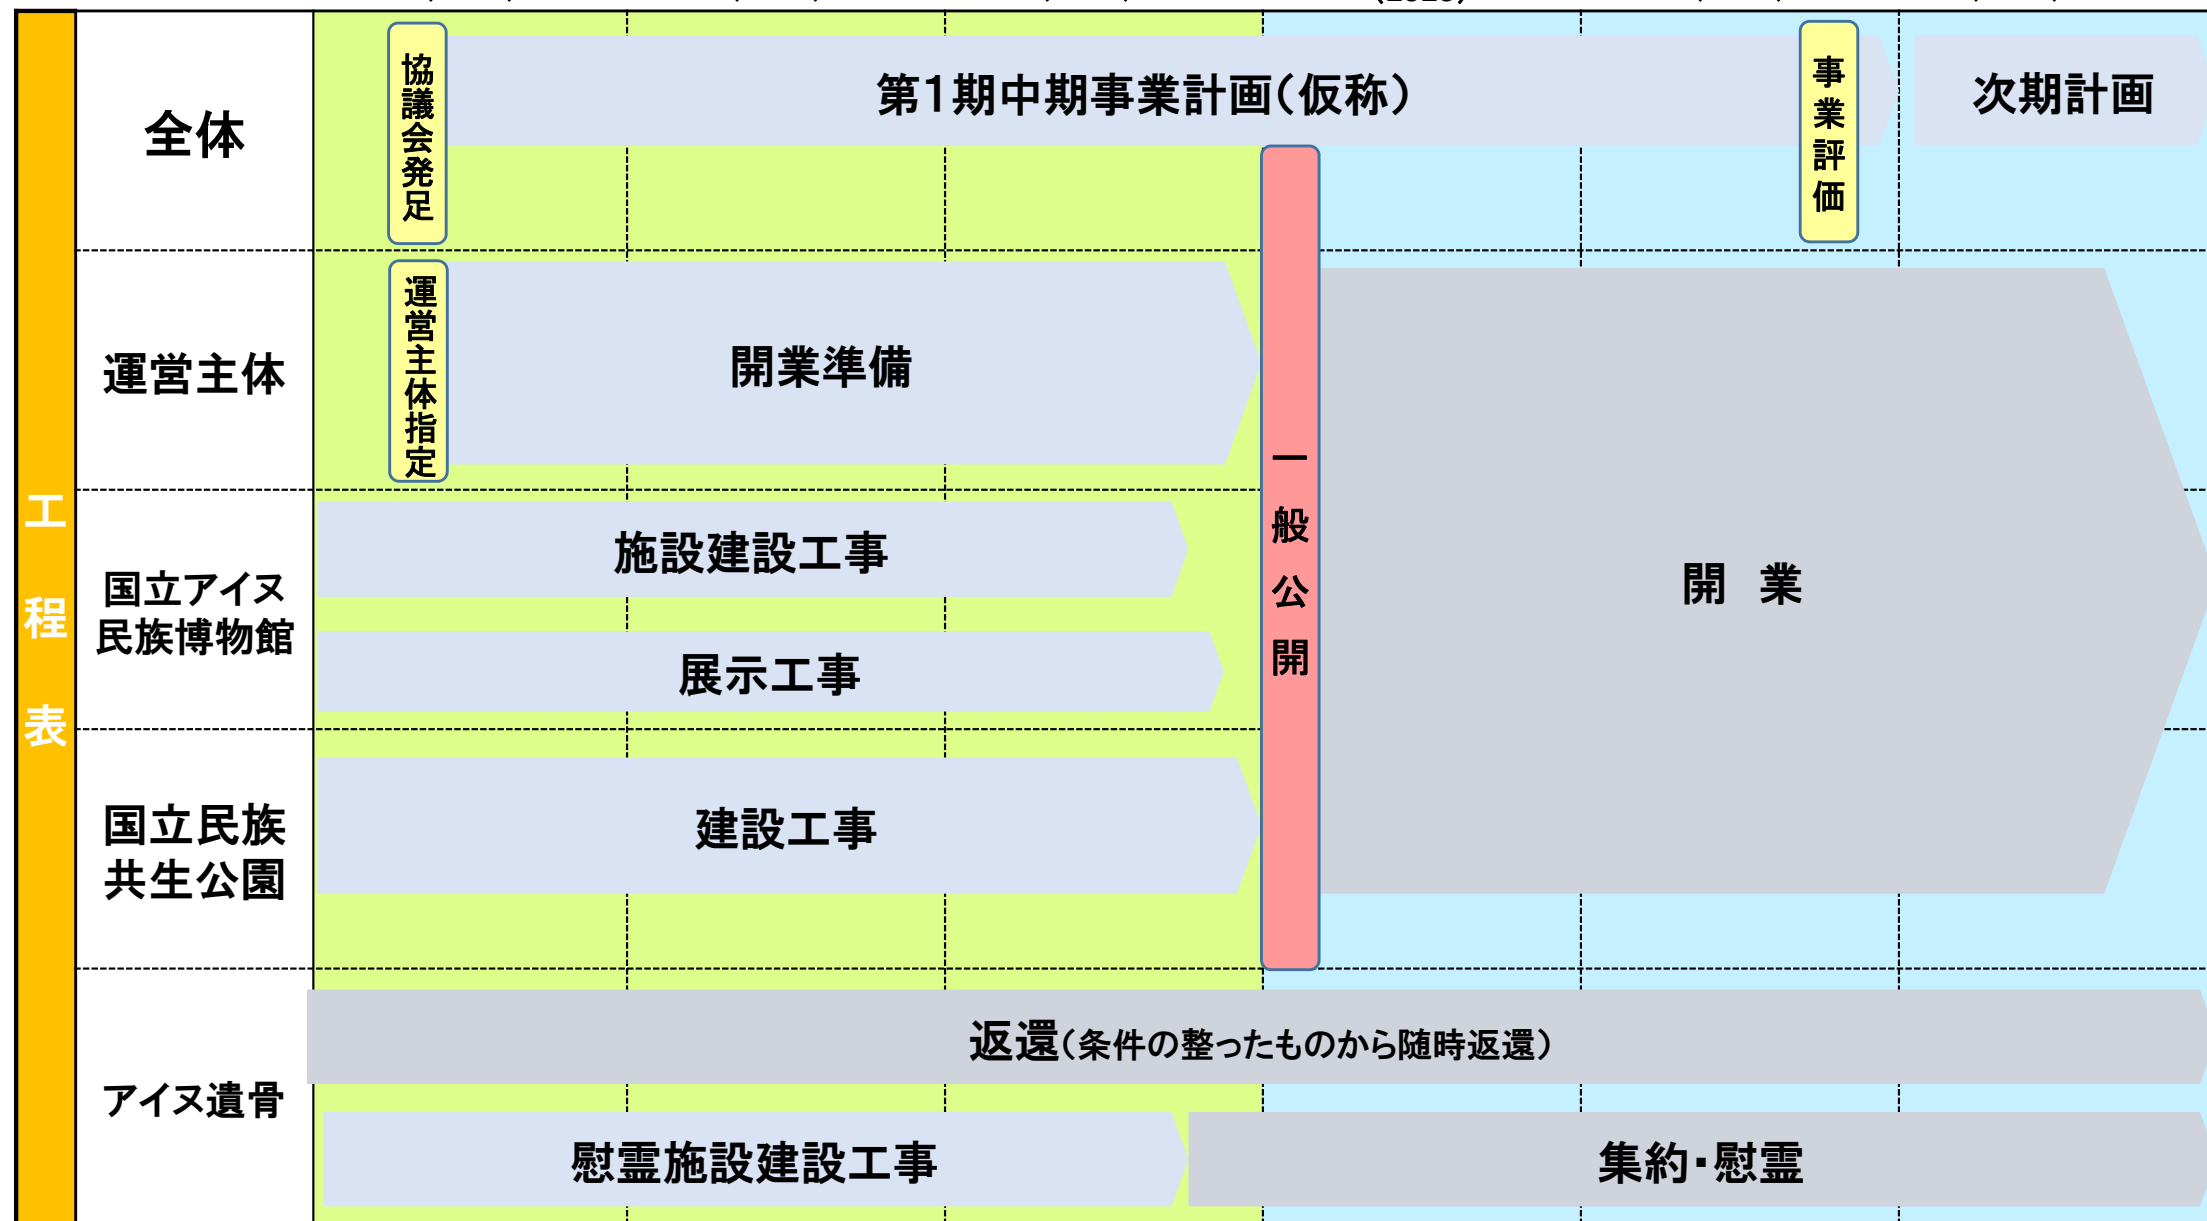 工程表
全体
協議会発足
第1期中期事業計画(仮称)
事業評価
次期計画
運営主体
運営主体指定
開業準備
一般公開
開 業
国立アイヌ
民族博物館
施設建設工事
展示工事
国立民族
共生公園
建設工事
アイヌ遺骨
返還(条件の整ったものから随時返還)
慰霊施設建設工事
集約・慰霊